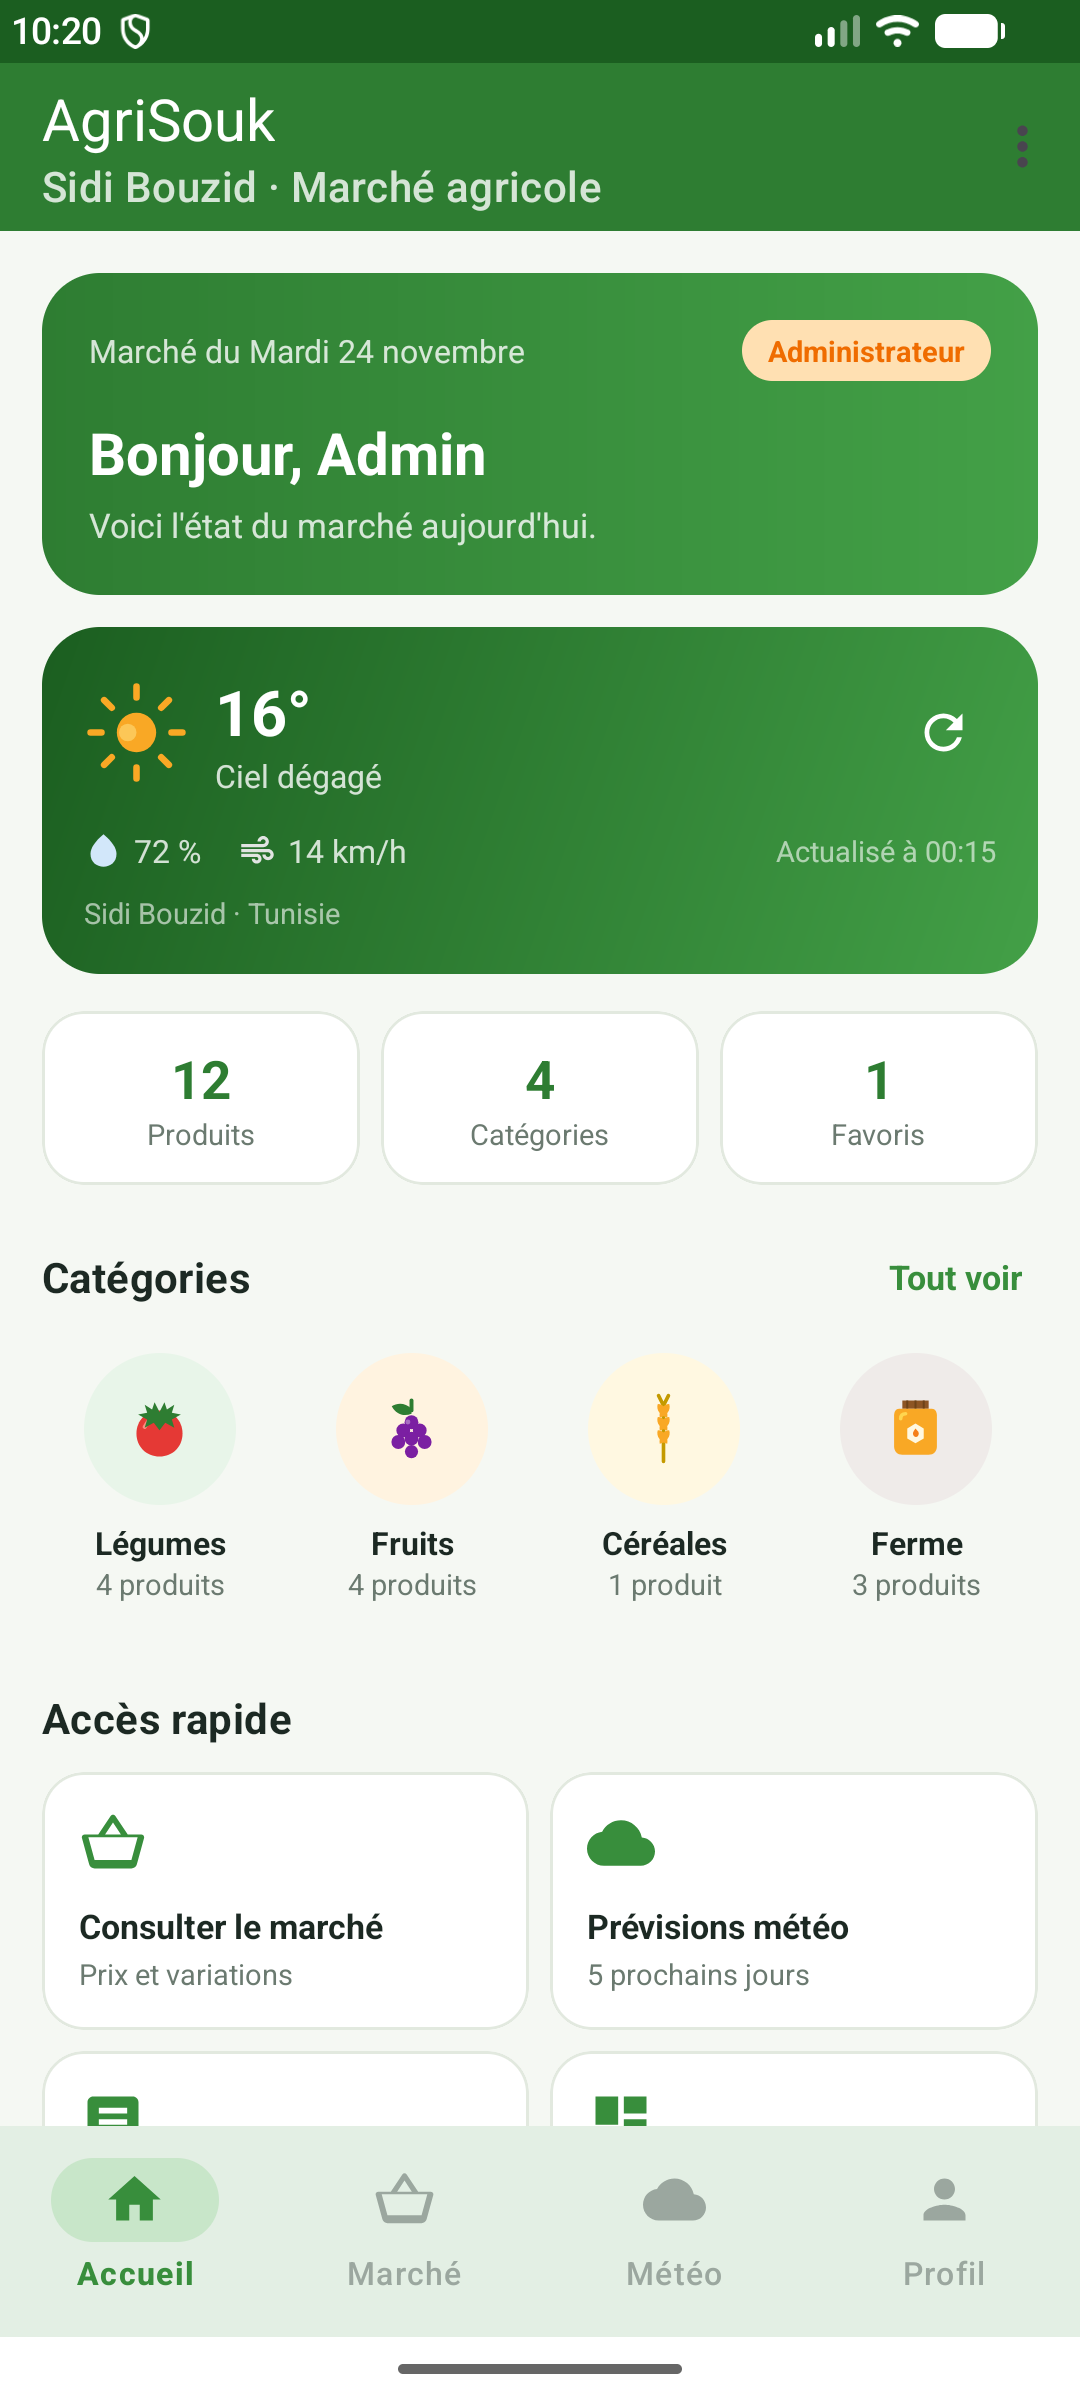 10:20
AgriSouk
Sidi Bouzid · Marché agricole
Marché du Mardi 24 novembre
Administrateur
Bonjour, Admin
Voici l'état du marché aujourd'hui.
16°
Ciel dégagé
72 % 14 km/h Actualisé à 00:15
Sidi Bouzid · Tunisie
12 4 1
Produits Catégories Favoris
Catégories Tout voir
Légumes Fruits Céréales Ferme
4 produits 4 produits 1 produit 3 produits
Accès rapide
Consulter le marché Prévisions météo
Prix et variations 5 prochains jours
Accueil Marché Météo Profil